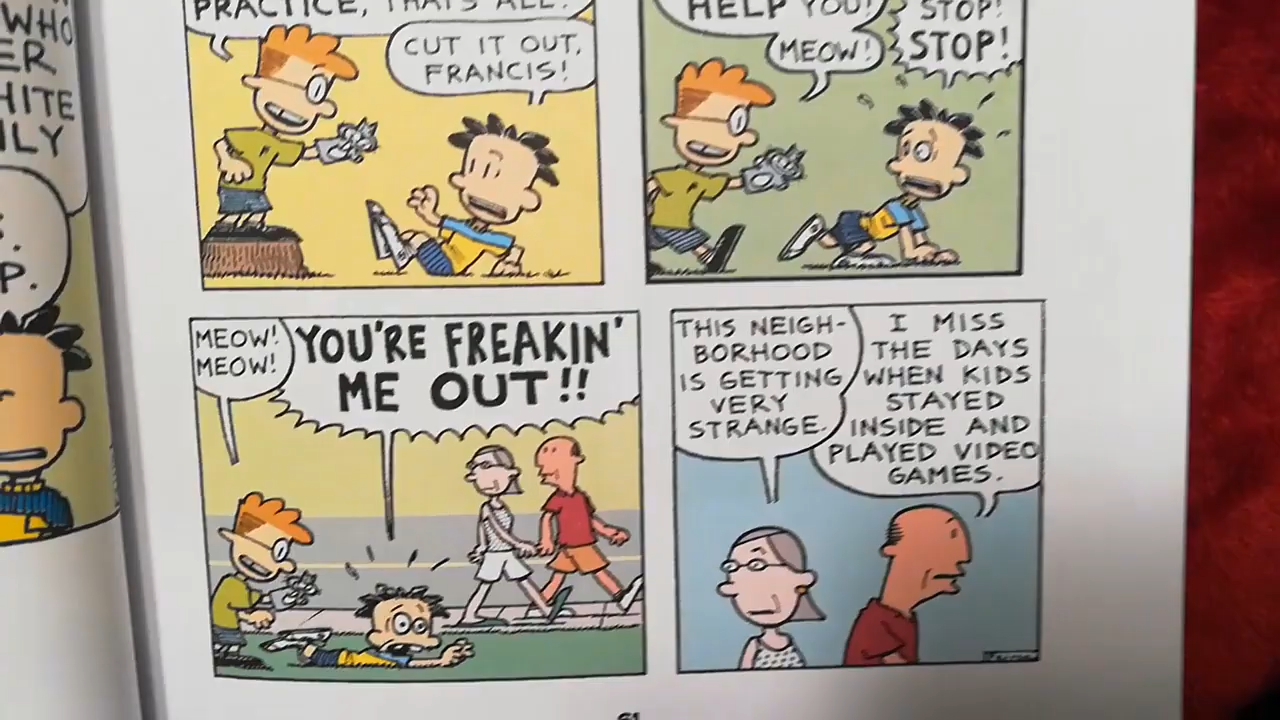 WHO
ER
HITE
ILY
P.
PRACTICE, THAT'S ALL!
CUT IT OUT,
FRANCIS!
HELP YOU!
MEOW!
STOP!
STOP!
MEOW!
MEOW!
YOU'RE FREAKIN'
ME OUT!!
THIS NEIGH-
BORHOOD
IS GETTING
VERY
STRANGE.
I MISS
THE DAYS
WHEN KIDS
STAYED
INSIDE AND
PLAYED VIDEO
GAMES.
61